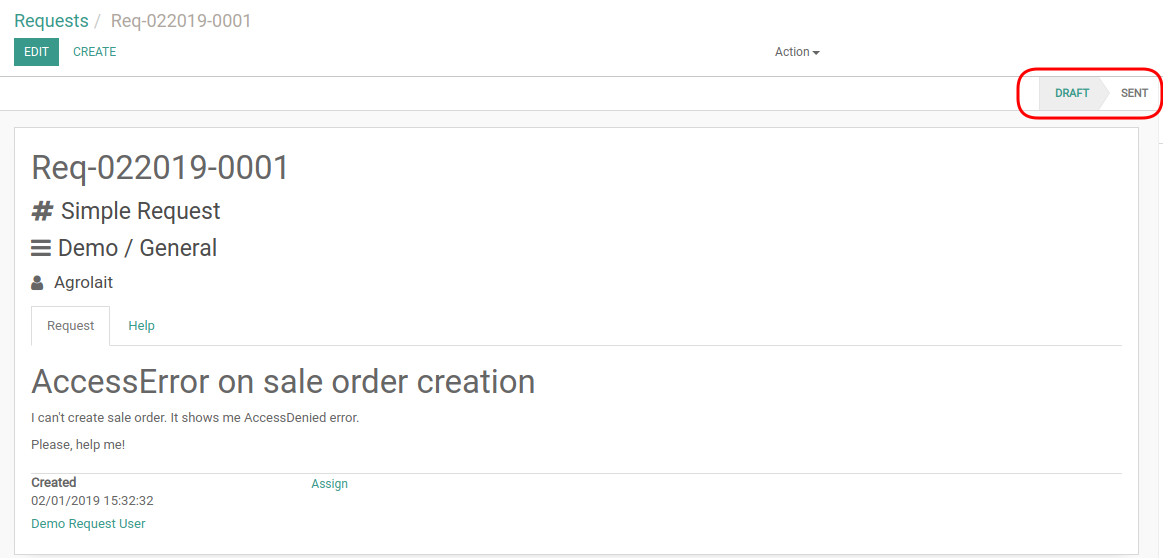 Requests / Req-022019-0001
EDIT CREATE Action
DRAFT SENT
Req-022019-0001
# Simple Request
Demo / General
Agrolait
Request Help
AccessError on sale order creation
I can't create sale order. It shows me AccessDenied error.
Please, help me!
Created Assign
02/01/2019 15:32:32
Demo Request User